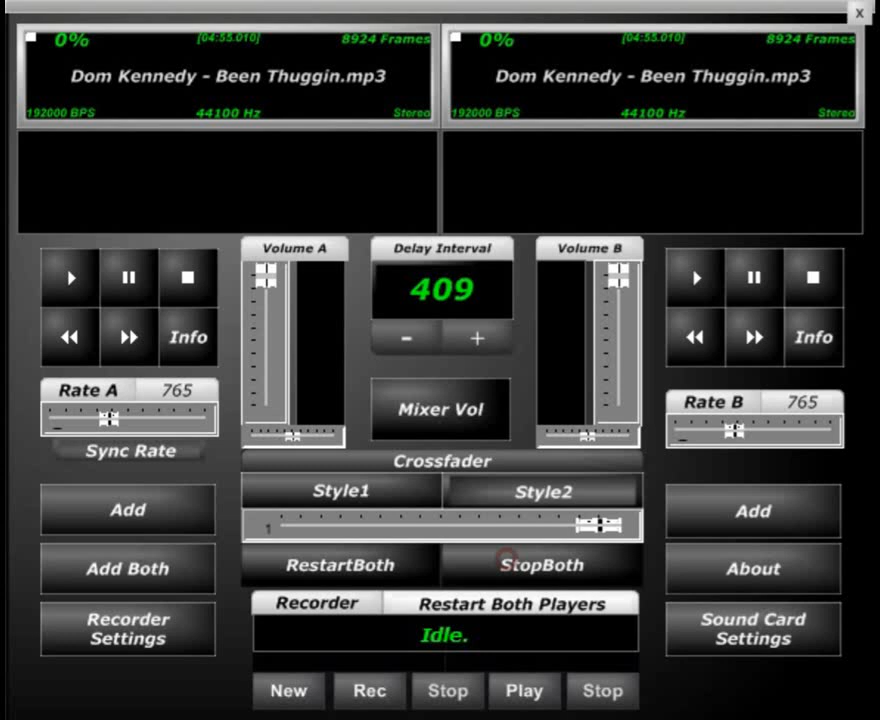 x
0% [04:55.010] 8924 Frames
Dom Kennedy - Been Thuggin.mp3
192000 BPS 44100 Hz Stereo
0% [04:55.010] 8924 Frames
Dom Kennedy - Been Thuggin.mp3
192000 BPS 44100 Hz Stereo
Volume A
Delay Interval
Volume B
409
- +
Info
Info
Mixer Vol
Rate A 765
Rate B 765
Sync Rate
Crossfader
Style1 Style2
1
Add
Add
RestartBoth StopBoth
Add Both
About
Recorder Restart Both Players
Recorder
Settings
Sound Card
Settings
Idle.
New Rec Stop Play Stop